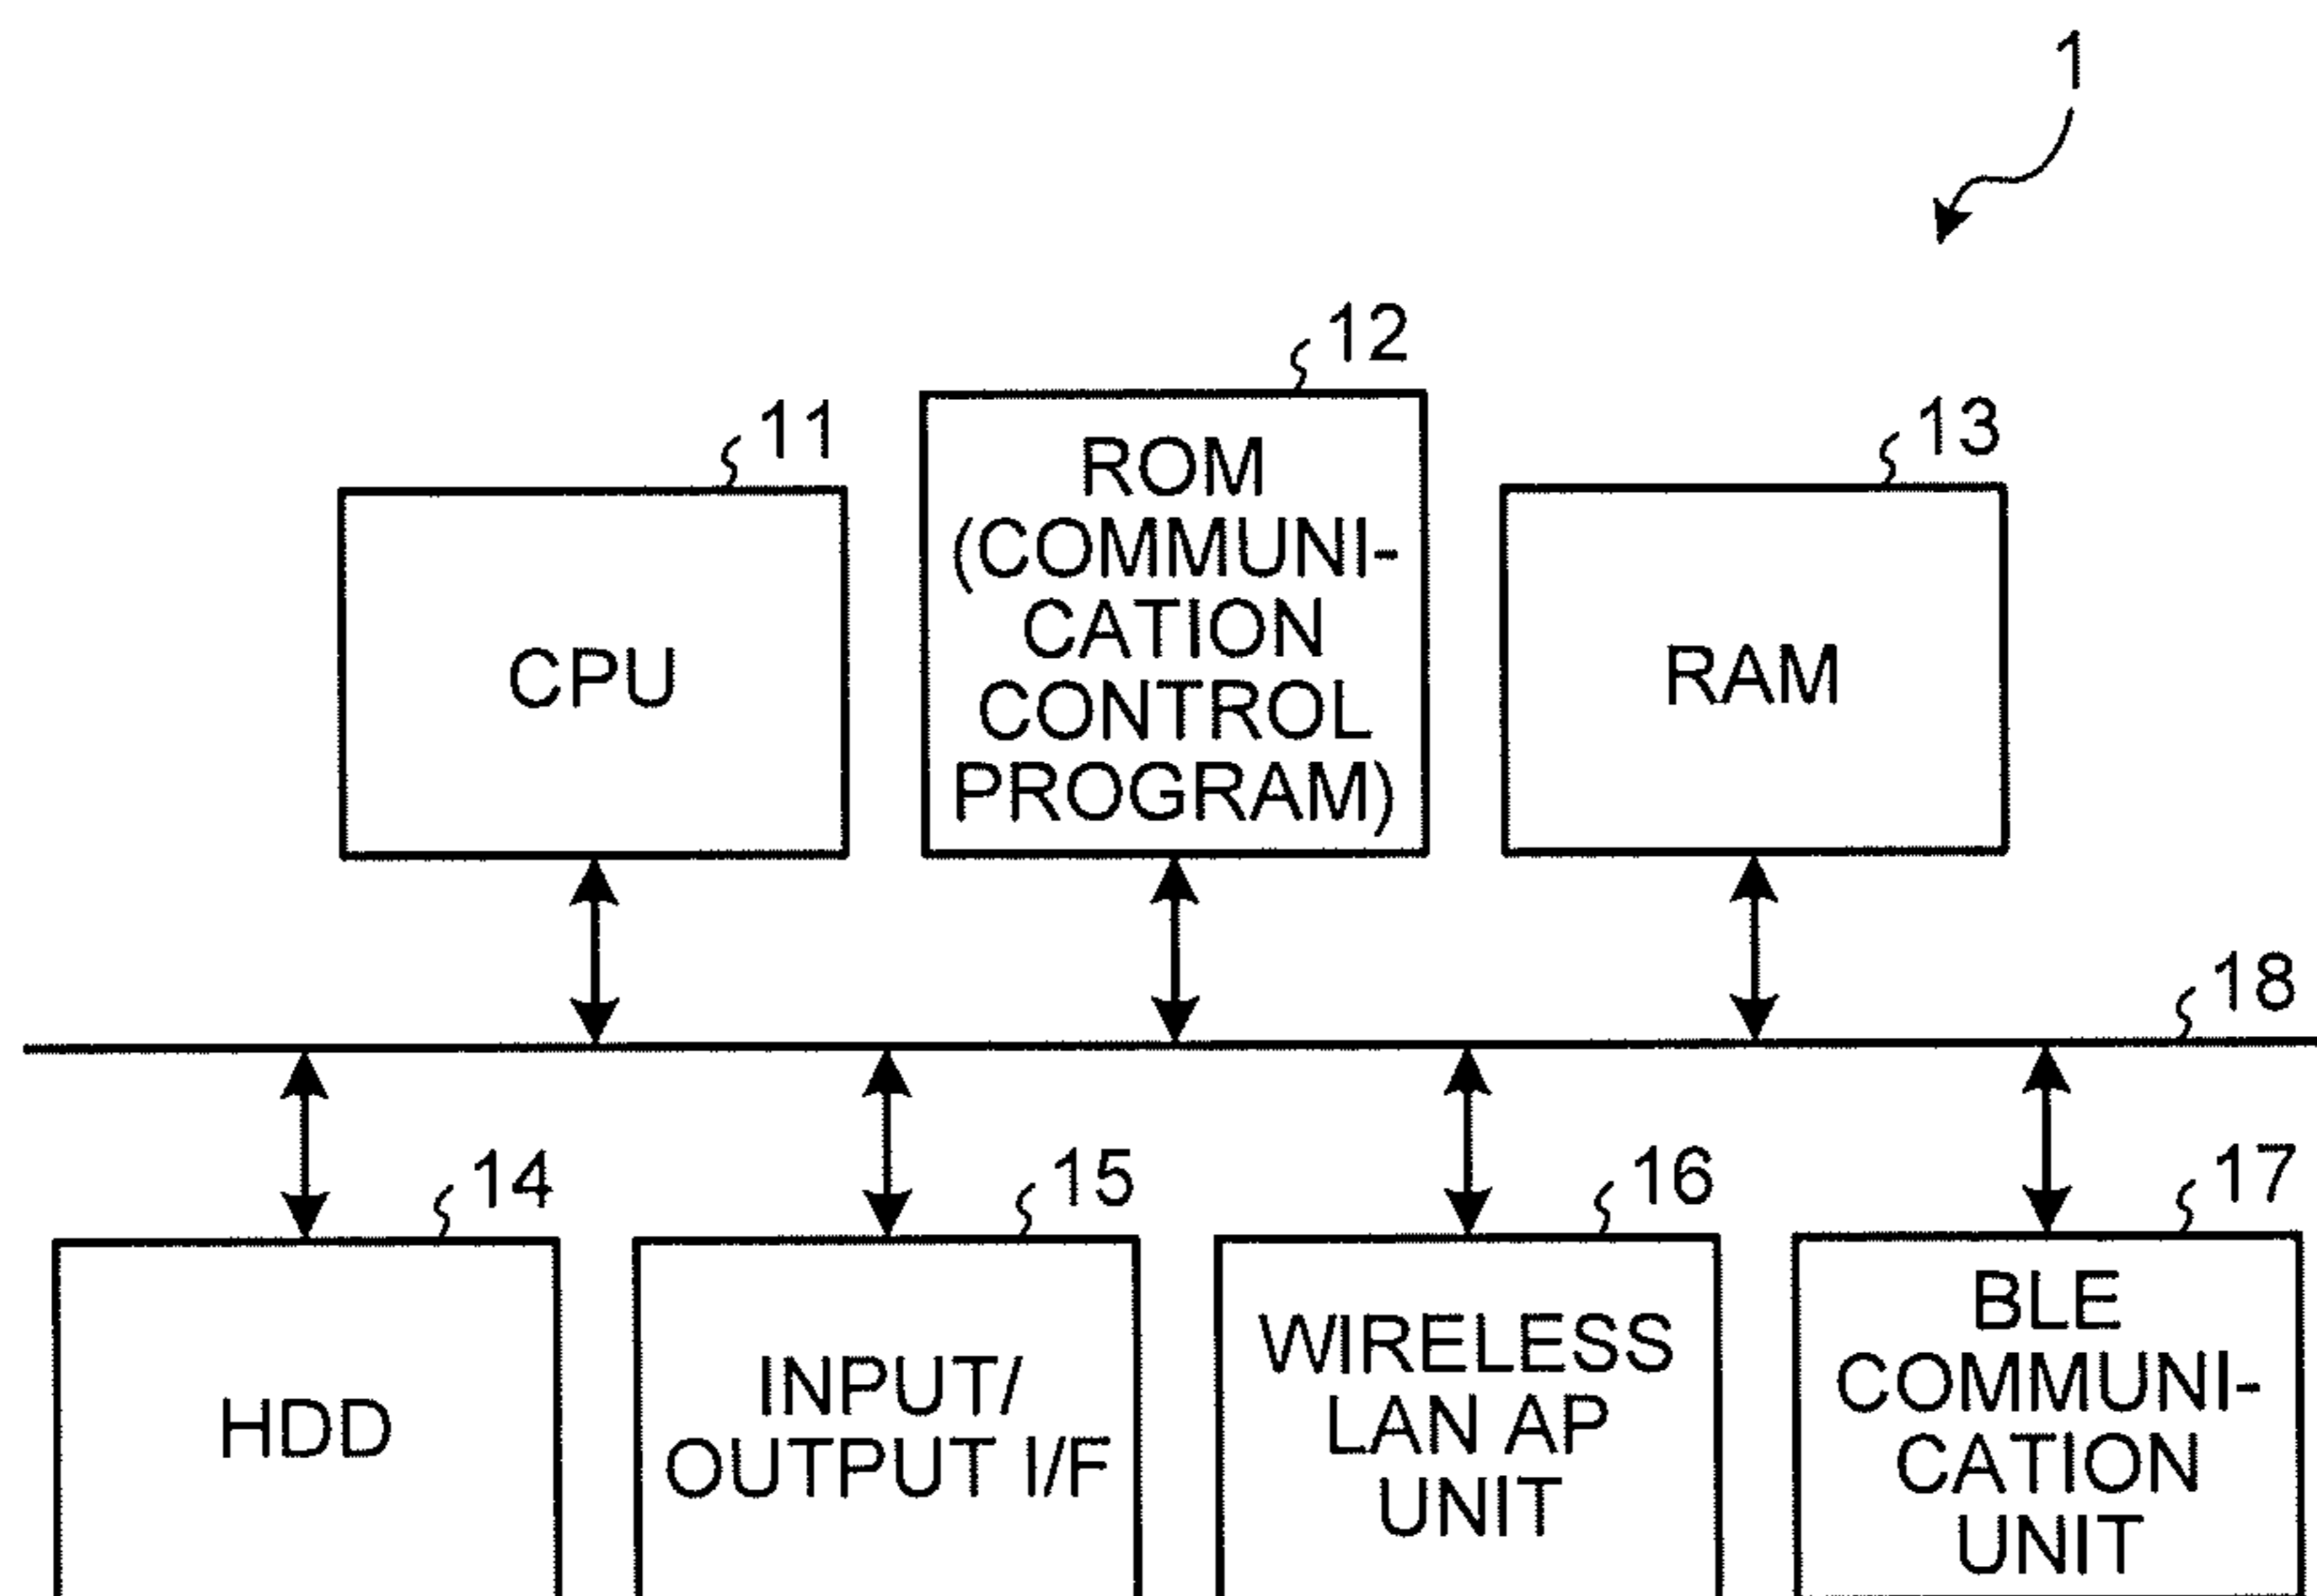 1
11
12
13
CPU
ROM
(COMMUNI-
CATION
CONTROL
PROGRAM)
RAM
18
14
15
16
17
HDD
INPUT/
OUTPUT I/F
WIRELESS
LAN AP
UNIT
BLE
COMMUNI-
CATION
UNIT